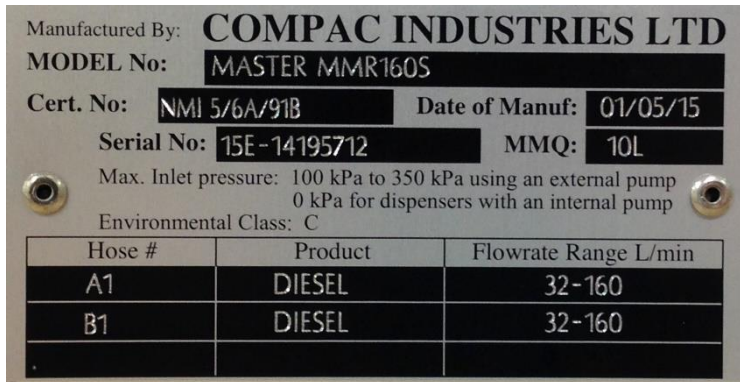 Manufactured By: COMPAC INDUSTRIES LTD
MODEL No: MASTER MMR160S
Cert. No: NMI 5/6A/91B Date of Manuf: 01/05/15
Serial No: 15E-14195712 MMQ: 10L
Max. Inlet pressure: 100 kPa to 350 kPa using an external pump
0 kPa for dispensers with an internal pump
Environmental Class: C
Hose # Product Flowrate Range L/min
A1 DIESEL 32-160
B1 DIESEL 32-160